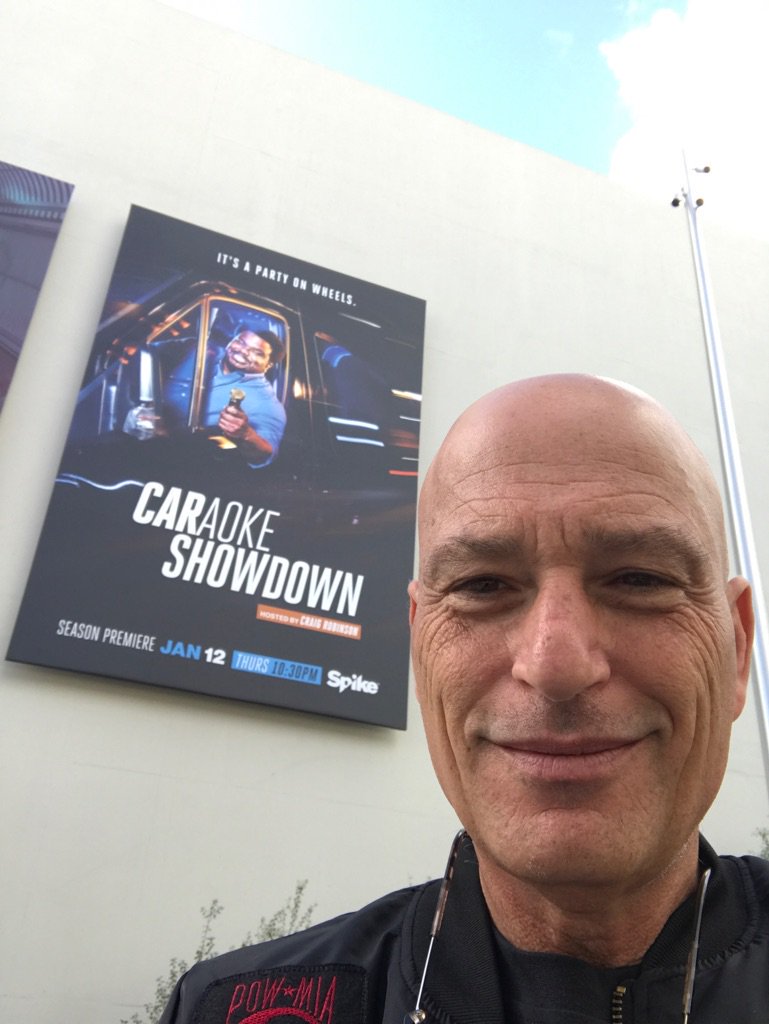 IT'S A PARTY ON WHEELS.
CARAOKE
SHOWDOWN
HOSTED BY CRAIG ROBINSON
SEASON PREMIERE JAN 12 THURS 10:30PM Spike
POW★MIA